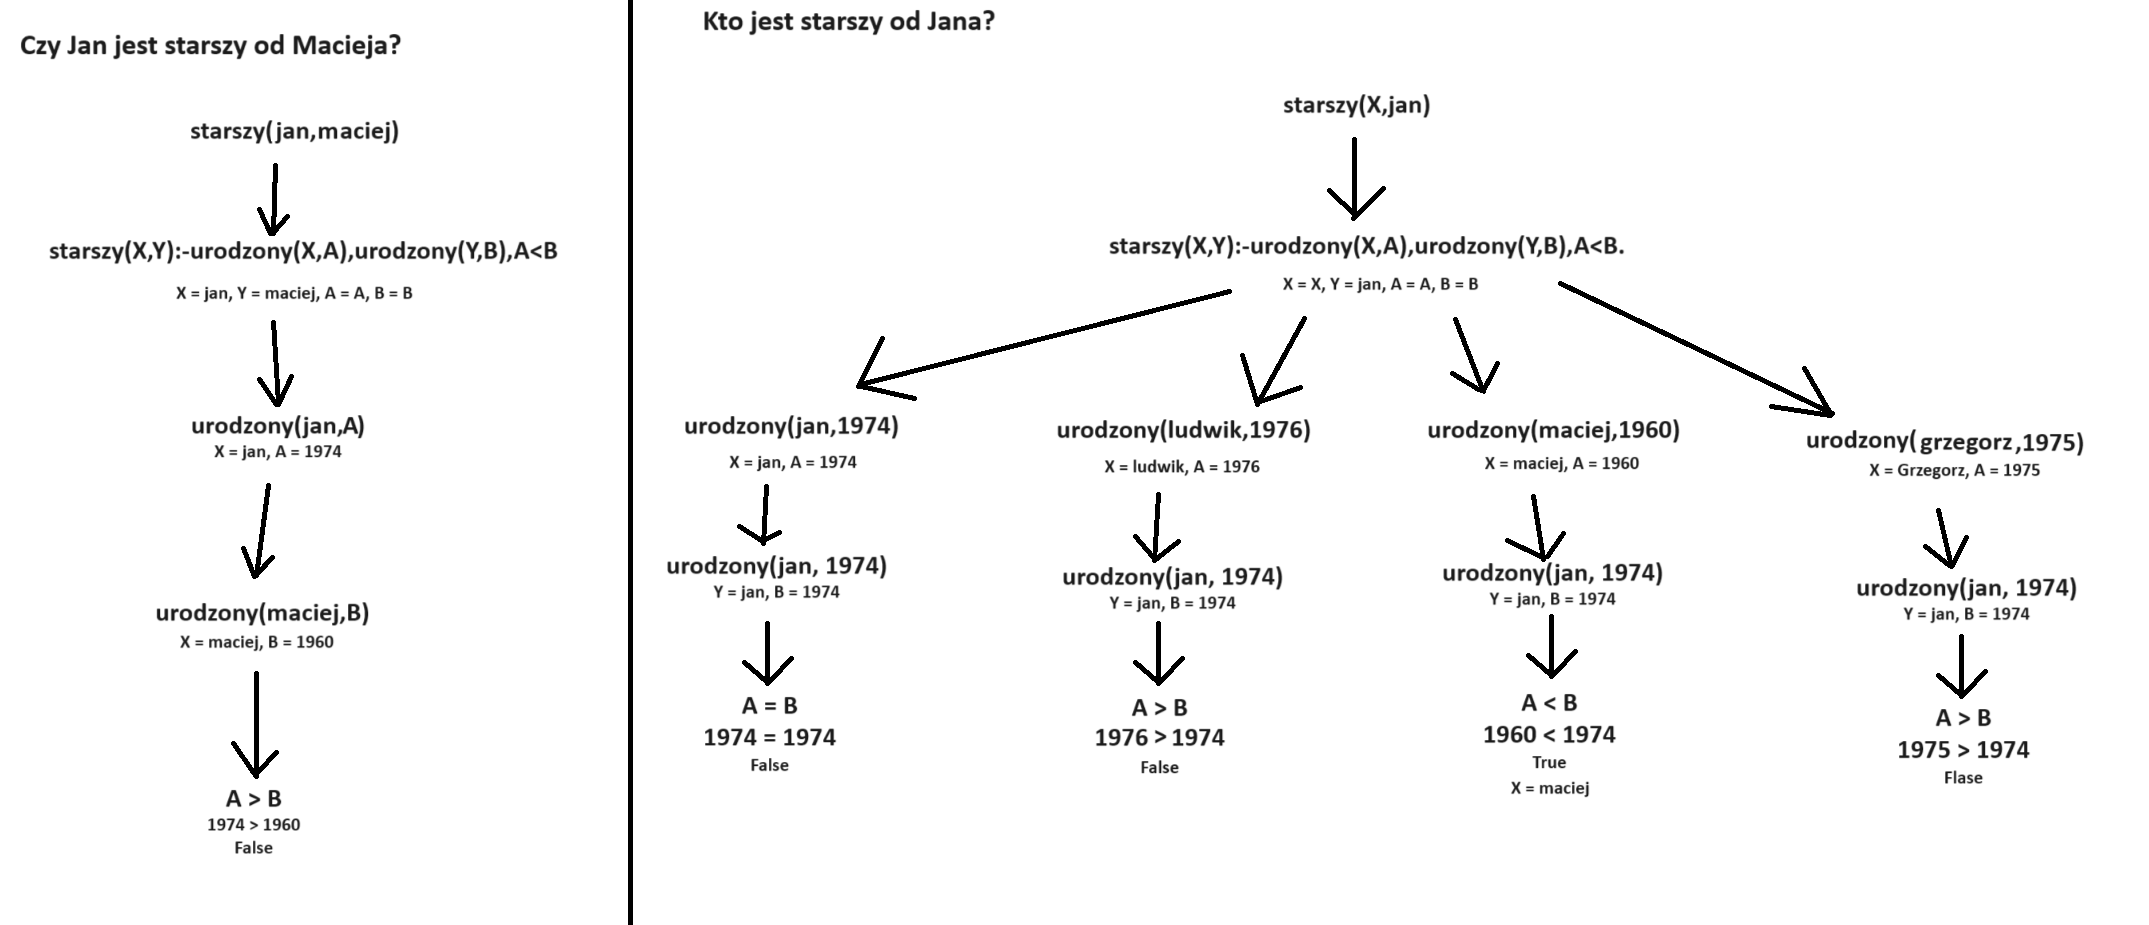 Czy Jan jest starszy od Macieja?
starszy(jan,maciej)
starszy(X,Y):-urodzony(X,A),urodzony(Y,B),A<B
X = jan, Y = maciej, A = A, B = B
urodzony(jan,A)
X = jan, A = 1974
urodzony(maciej,B)
X = maciej, B = 1960
A > B
1974 > 1960
False
Kto jest starszy od Jana?
starszy(X,jan)
starszy(X,Y):-urodzony(X,A),urodzony(Y,B),A<B.
X = X, Y = jan, A = A, B = B
urodzony(jan,1974)
X = jan, A = 1974
urodzony(jan, 1974)
Y = jan, B = 1974
A = B
1974 = 1974
False
urodzony(ludwik,1976)
X = ludwik, A = 1976
urodzony(jan, 1974)
Y = jan, B = 1974
A > B
1976 > 1974
False
urodzony(maciej,1960)
X = maciej, A = 1960
urodzony(jan, 1974)
Y = jan, B = 1974
A < B
1960 < 1974
True
X = maciej
urodzony(grzegorz,1975)
X = Grzegorz, A = 1975
urodzony(jan, 1974)
Y = jan, B = 1974
A > B
1975 > 1974
Flase